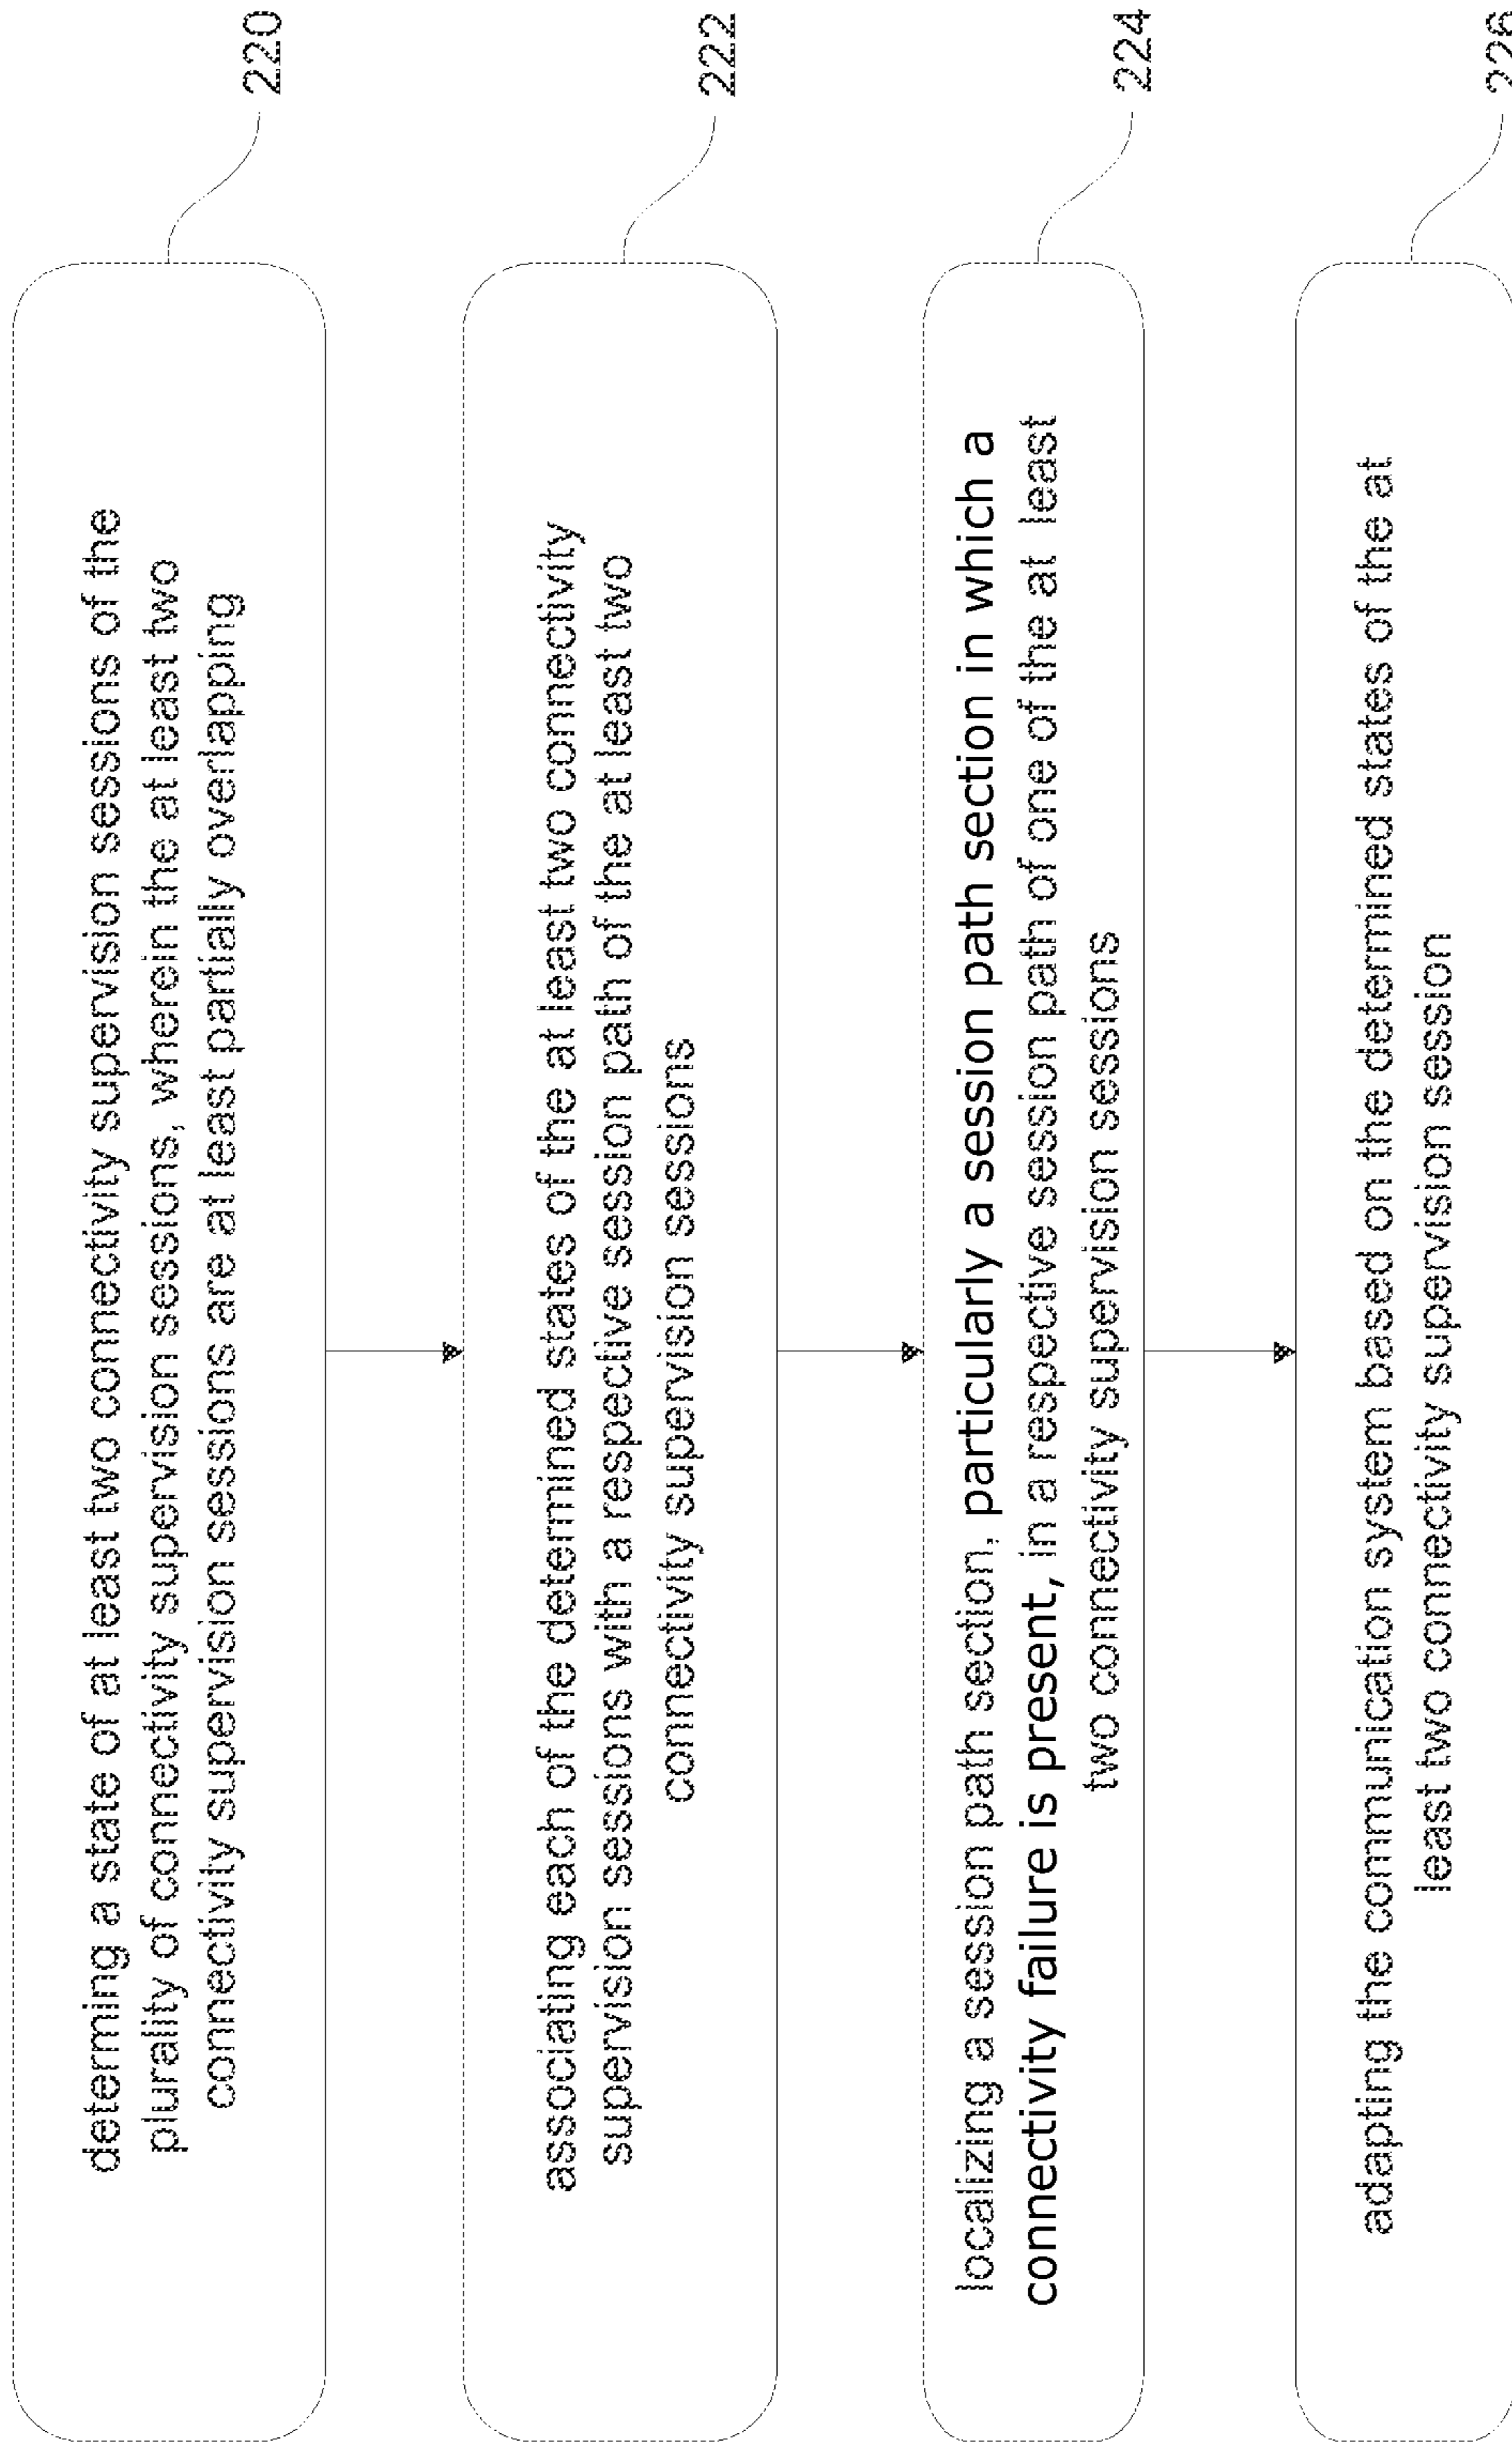 determing a state of at least two connectivity supervision sessions of the
plurality of connectivity supervision sessions, wherein the at least two
connectivity supervision sessions are at least partially overlapping
220
associating each of the determined states of the at least two connectivity
supervision sessions with a respective session path of the at least two
connectivity supervision sessions
222
localizing a session path section, particularly a session path section in which a
connectivity failure is present, in a respective session path of one of the at least
two connectivity supervision sessions
224
adapting the communication system based on the determined states of the at
least two connectivity supervision session
226